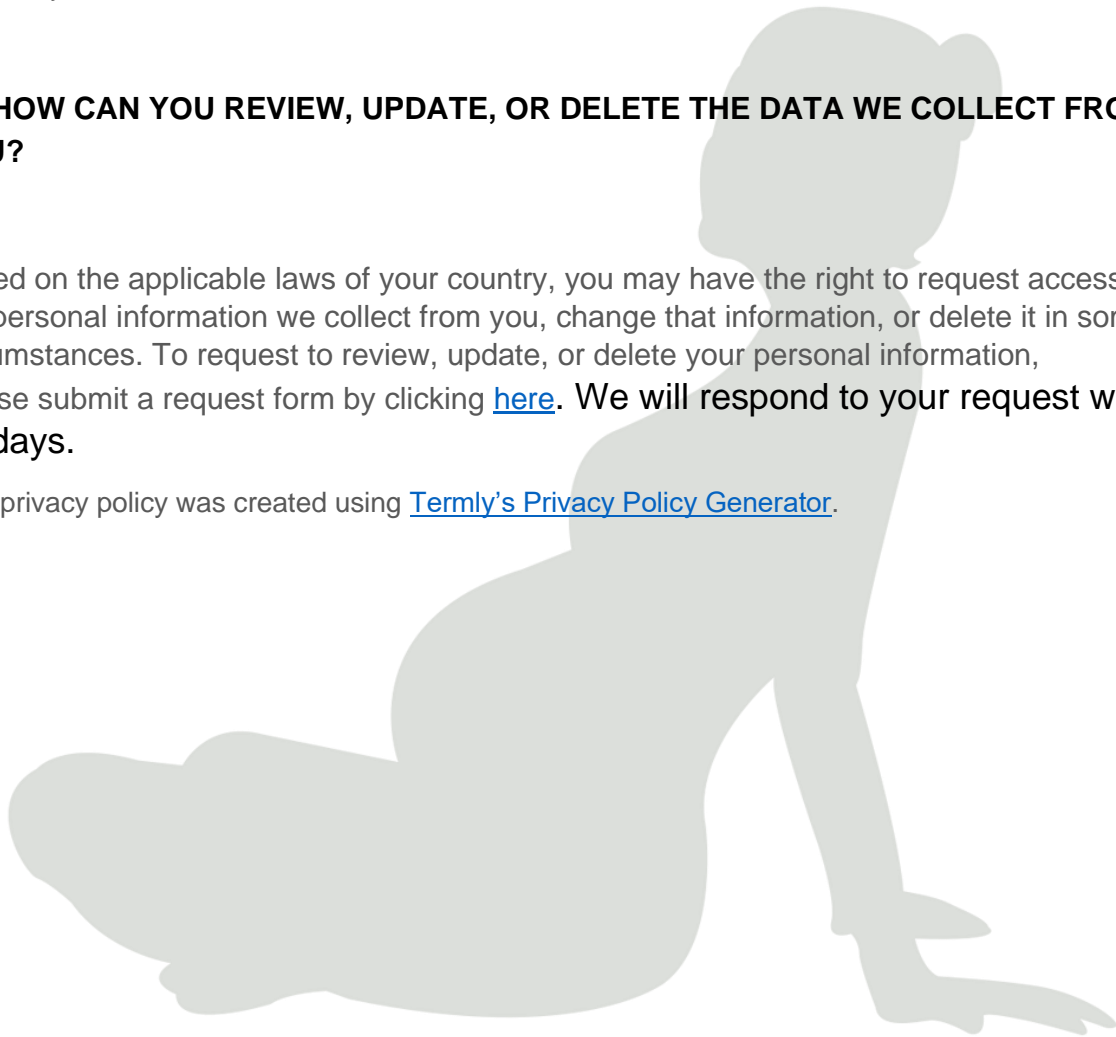 HOW CAN YOU REVIEW, UPDATE, OR DELETE THE DATA WE COLLECT FRO
U?
ed on the applicable laws of your country, you may have the right to request access
personal information we collect from you, change that information, or delete it in so
umstances. To request to review, update, or delete your personal information,
se submit a request form by clicking here. We will respond to your request w
days.
privacy policy was created using Termly’s Privacy Policy Generator.